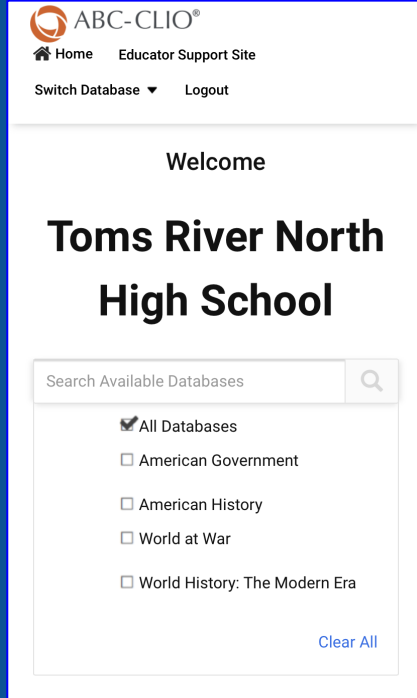 ABC-CLIO®
Home Educator Support Site
Switch Database Logout
Welcome
Toms River North
High School
Search Available Databases
All Databases
American Government
American History
World at War
World History: The Modern Era
Clear All